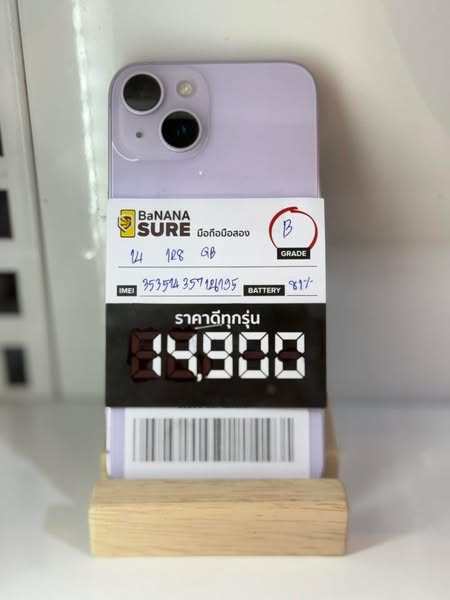 BaNANA
SURE มือถือมือสอง
B
GRADE
14 128 GB
IMEI 353514357126195 BATTERY 81%
ราคาดีทุกรุ่น
14,900